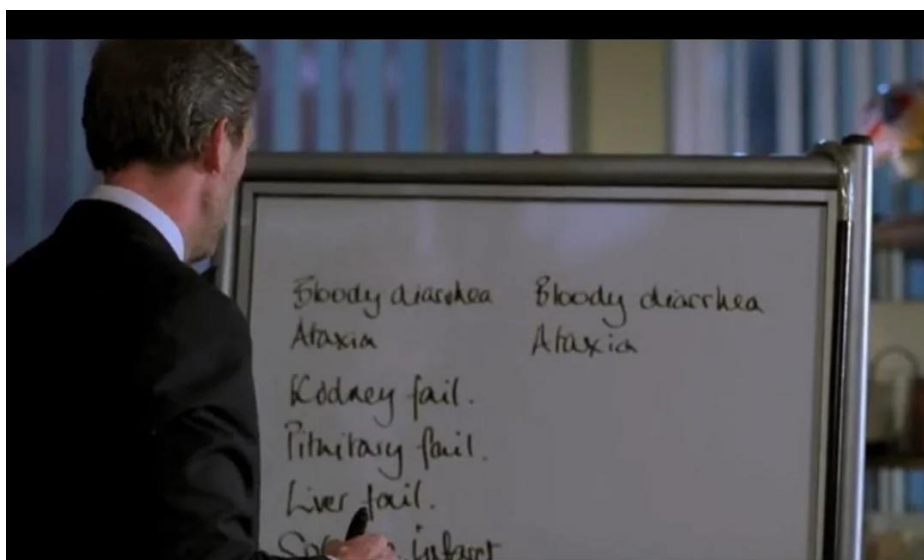 Bloody diarrhea Bloody diarrhea
Ataxia Ataxia
Kidney fail.
Pituitary fail.
Liver fail.
infarct